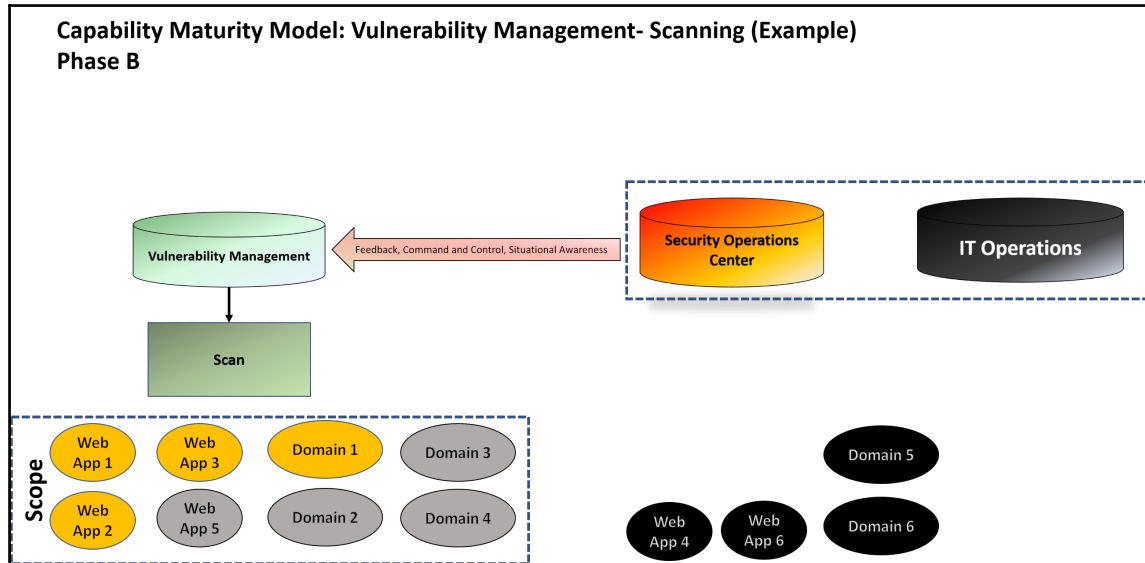 Capability Maturity Model: Vulnerability Management- Scanning (Example)
Phase B
Vulnerability Management
Feedback, Command and Control, Situational Awareness
Security Operations
Center
IT Operations
Scan
Scope
Web
App 1
Web
App 3
Domain 1
Domain 3
Web
App 2
Web
App 5
Domain 2
Domain 4
Domain 5
Web
App 4
Web
App 6
Domain 6